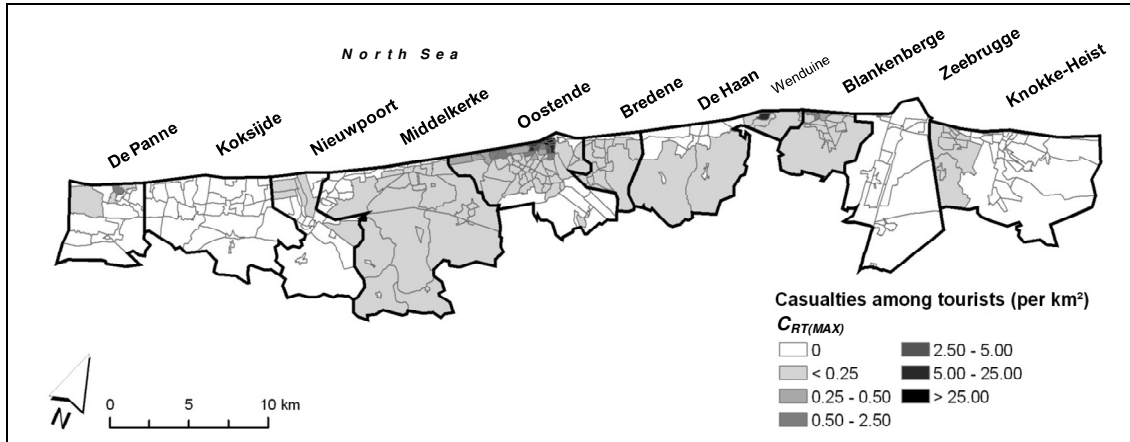 North Sea
De Panne
Koksijde
Nieuwpoort
Middelkerke
Oostende
Bredene
De Haan
Wenduine
Blankenberge
Zeebrugge
Knokke-Heist
Casualties among tourists (per km²)
CRT(MAX)
0
< 0.25
0.25 - 0.50
0.50 - 2.50
2.50 - 5.00
5.00 - 25.00
> 25.00
N
0 5 10 km